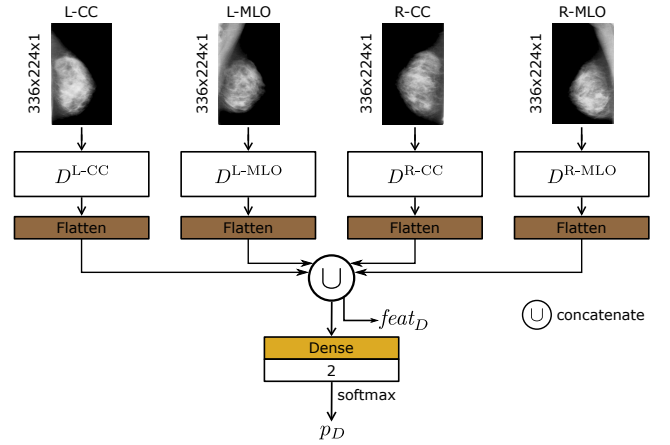 L-CC L-MLO R-CC R-MLO
336x224x1 336x224x1 336x224x1 336x224x1
D^L-CC D^L-MLO D^R-CC D^R-MLO
Flatten Flatten Flatten Flatten
∪
feat_D
∪ concatenate
Dense
2
softmax
p_D